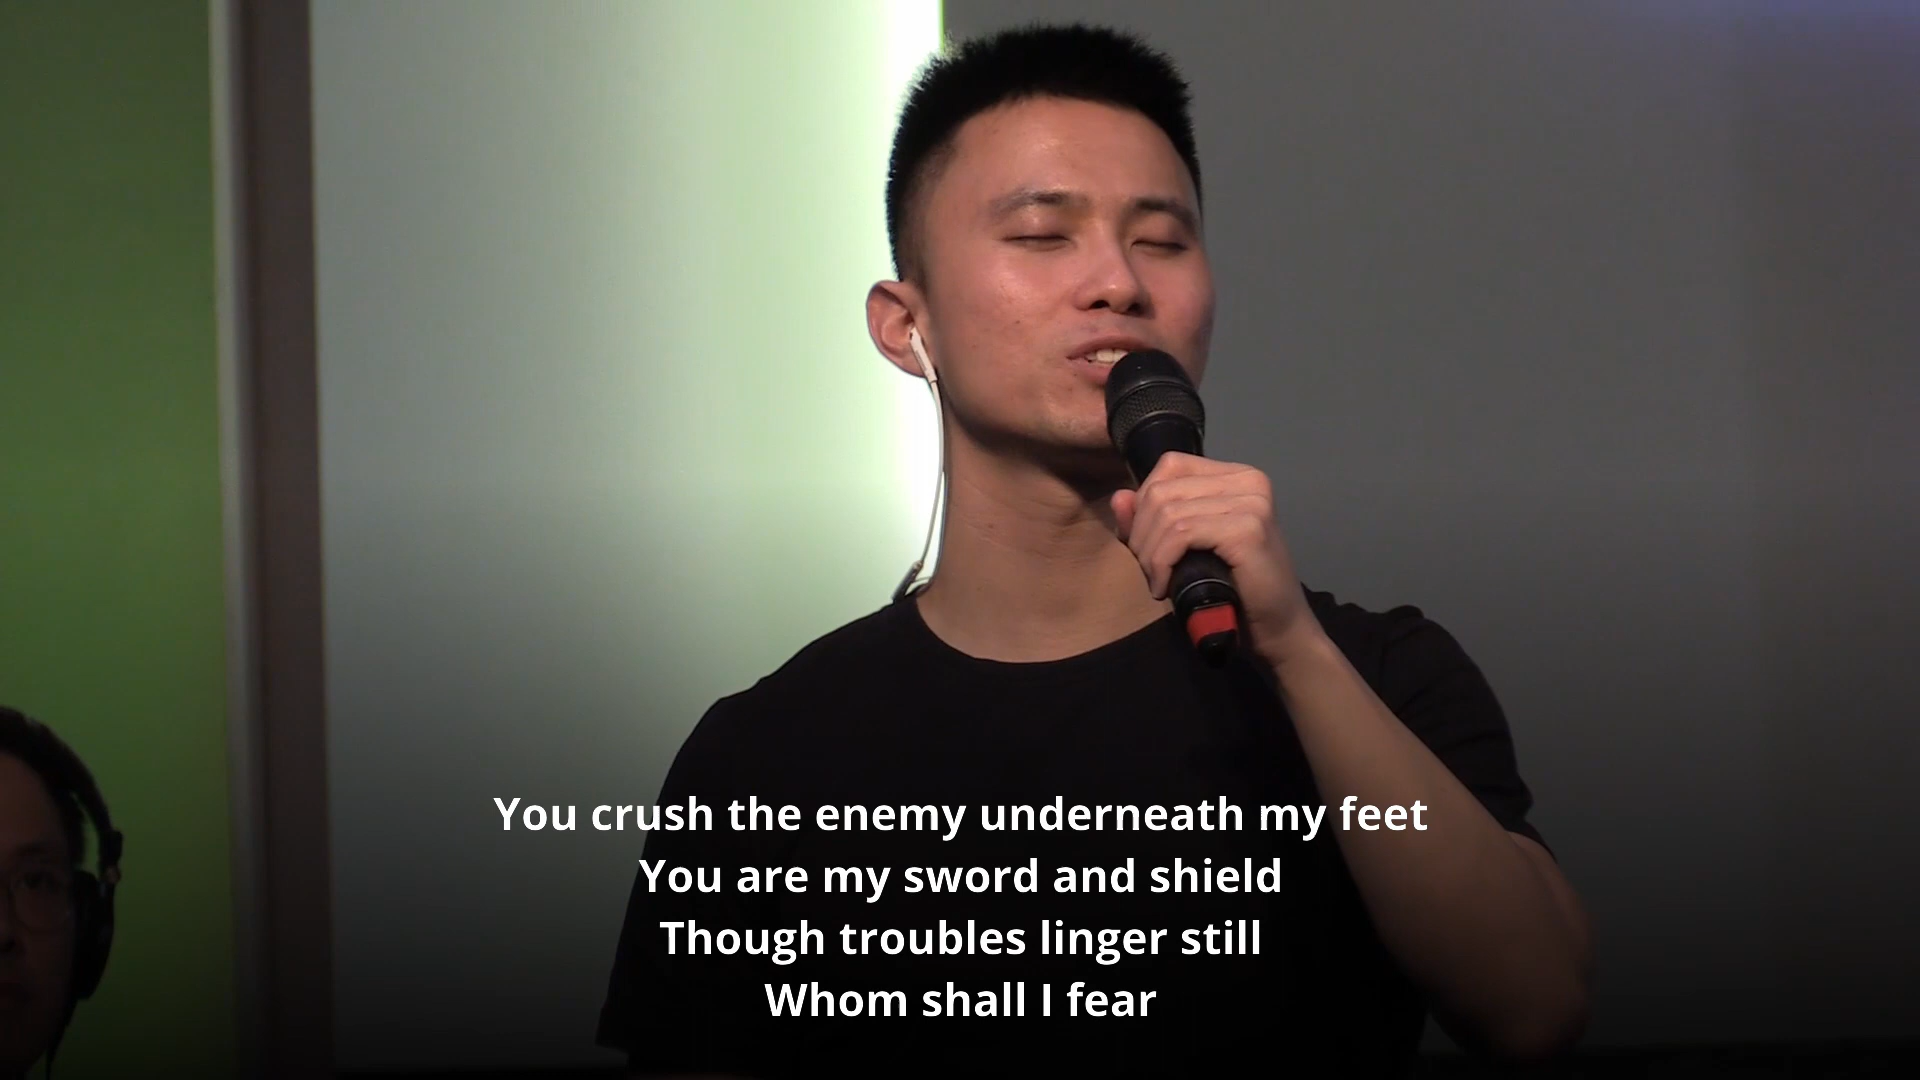 You crush the enemy underneath my feet
You are my sword and shield
Though troubles linger still
Whom shall I fear